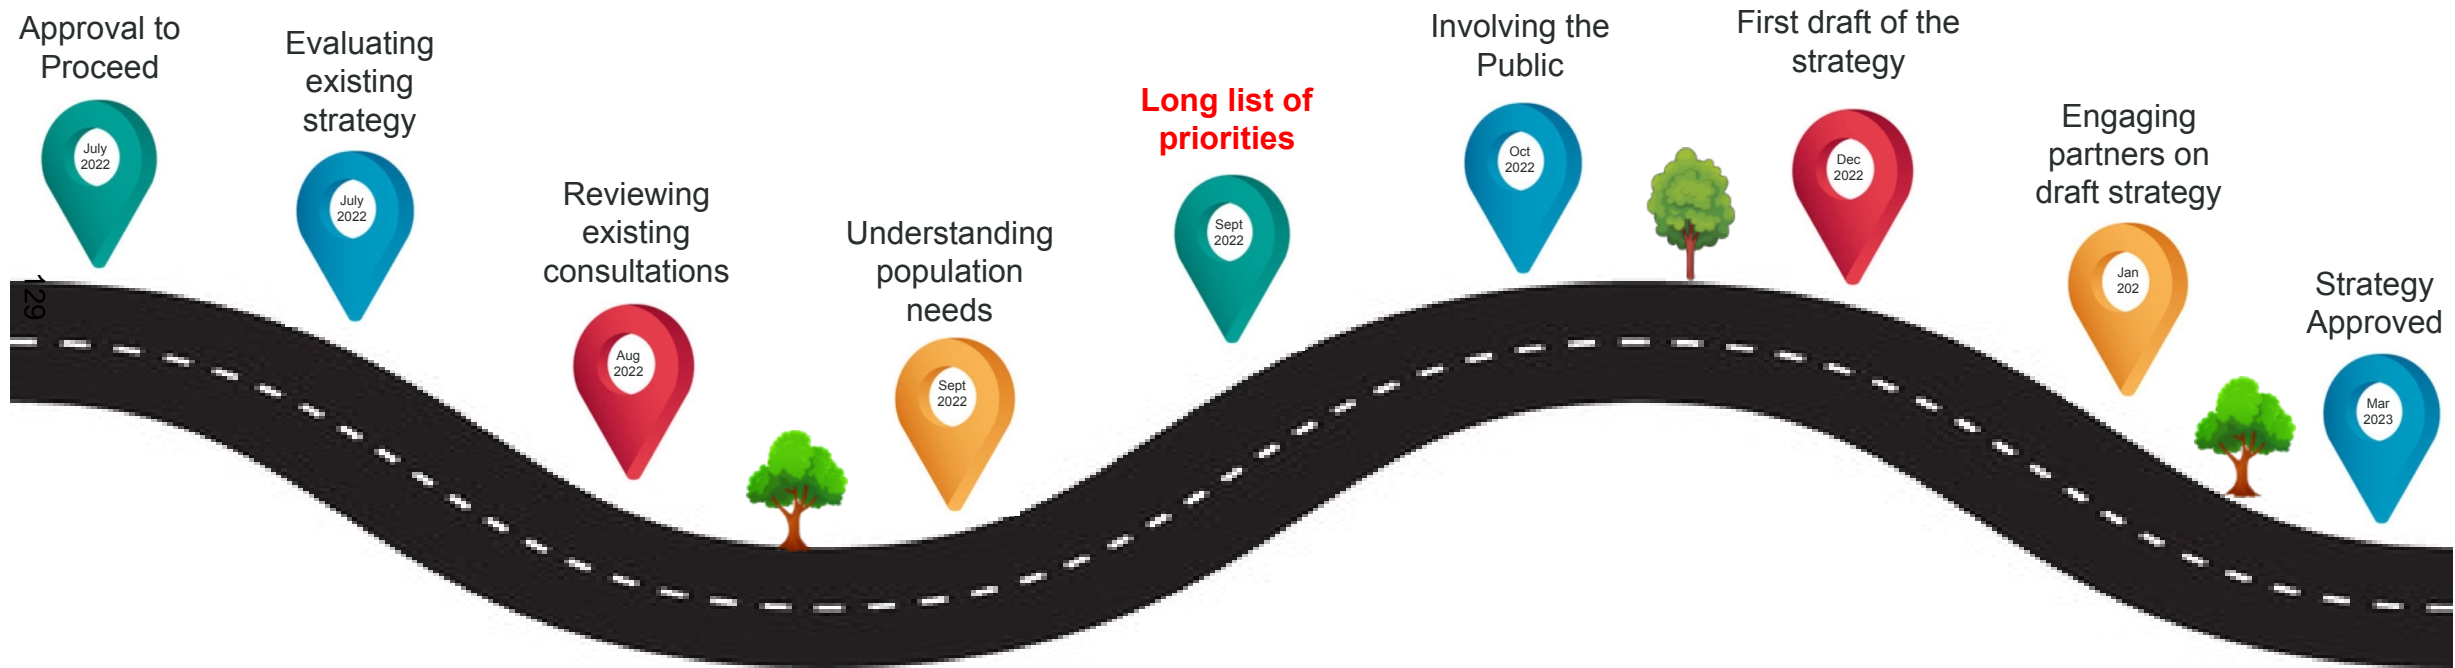 Approval to
Proceed
July
2022
Evaluating
existing
strategy
July
2022
Reviewing
existing
consultations
Aug
2022
Understanding
population
needs
Sept
2022
Long list of
priorities
Sept
2022
Involving the
Public
Oct
2022
First draft of the
strategy
Dec
2022
Engaging
partners on
draft strategy
Jan
202
Strategy
Approved
Mar
2023
129